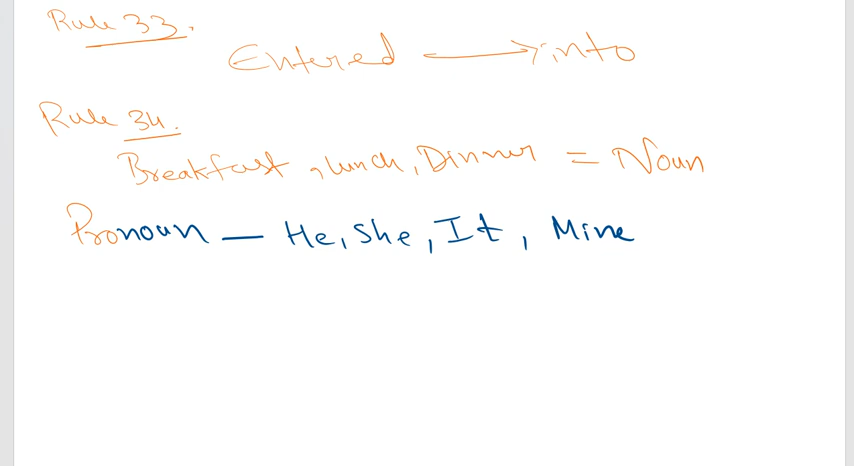 Rule 33.
Entered → into
Rule 34.
Breakfast, lunch, Dinner = Noun
Pronoun — He, She, It, Mine